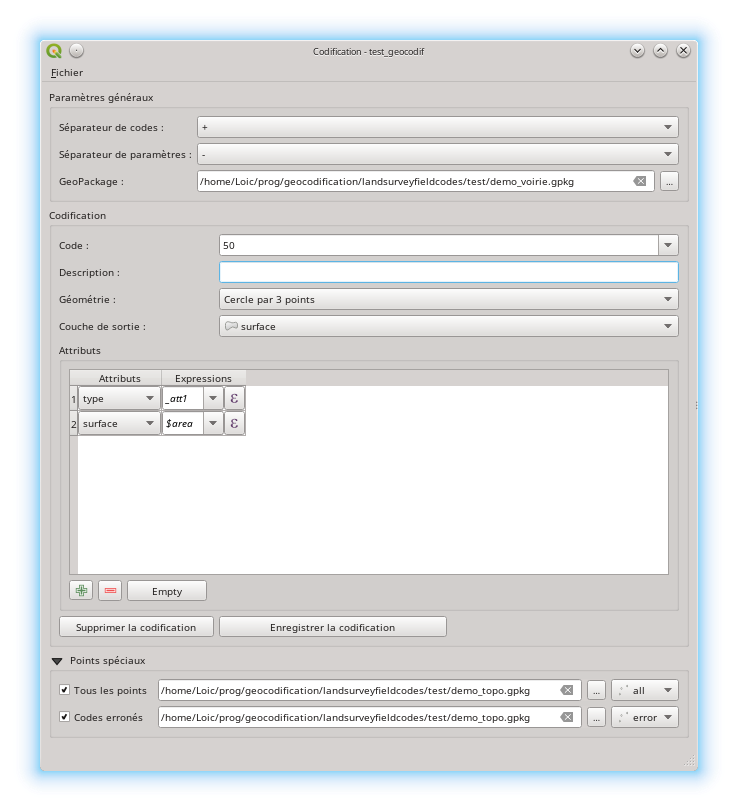 Codification - test_geocodif
Fichier
Paramètres généraux
Séparateur de codes : +
Séparateur de paramètres : -
GeoPackage : /home/Loic/prog/geocodification/landsurveyfieldcodes/test/demo_voirie.gpkg ...
Codification
Code : 50
Description :
Géométrie : Cercle par 3 points
Couche de sortie : surface
Attributs
Attributs Expressions
1 type _att1 ε
2 surface $area ε
Empty
Supprimer la codification Enregistrer la codification
Points spéciaux
Tous les points /home/Loic/prog/geocodification/landsurveyfieldcodes/test/demo_topo.gpkg ... all
Codes erronés /home/Loic/prog/geocodification/landsurveyfieldcodes/test/demo_topo.gpkg ... error